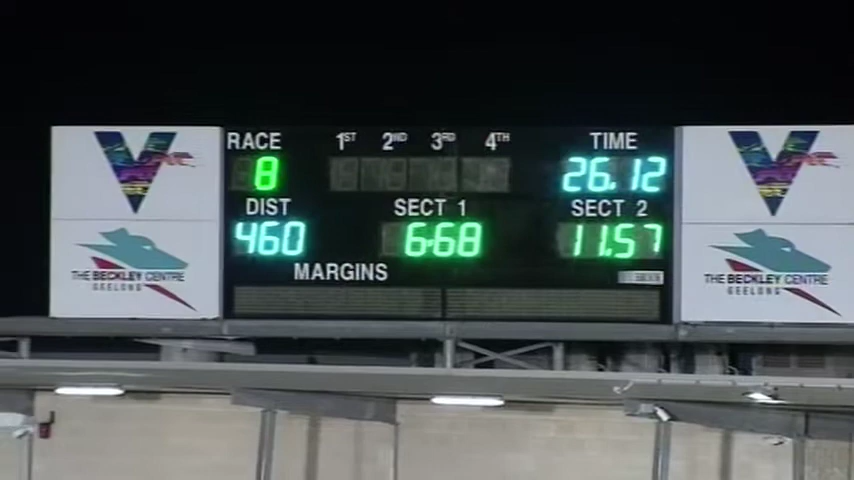 RACE 1ST 2ND 3RD 4TH TIME
8 26.12
DIST SECT 1 SECT 2
460 6.68 11.57
MARGINS
V
THE BECKLEY CENTRE
GEELONG
V
THE BECKLEY CENTRE
GEELONG